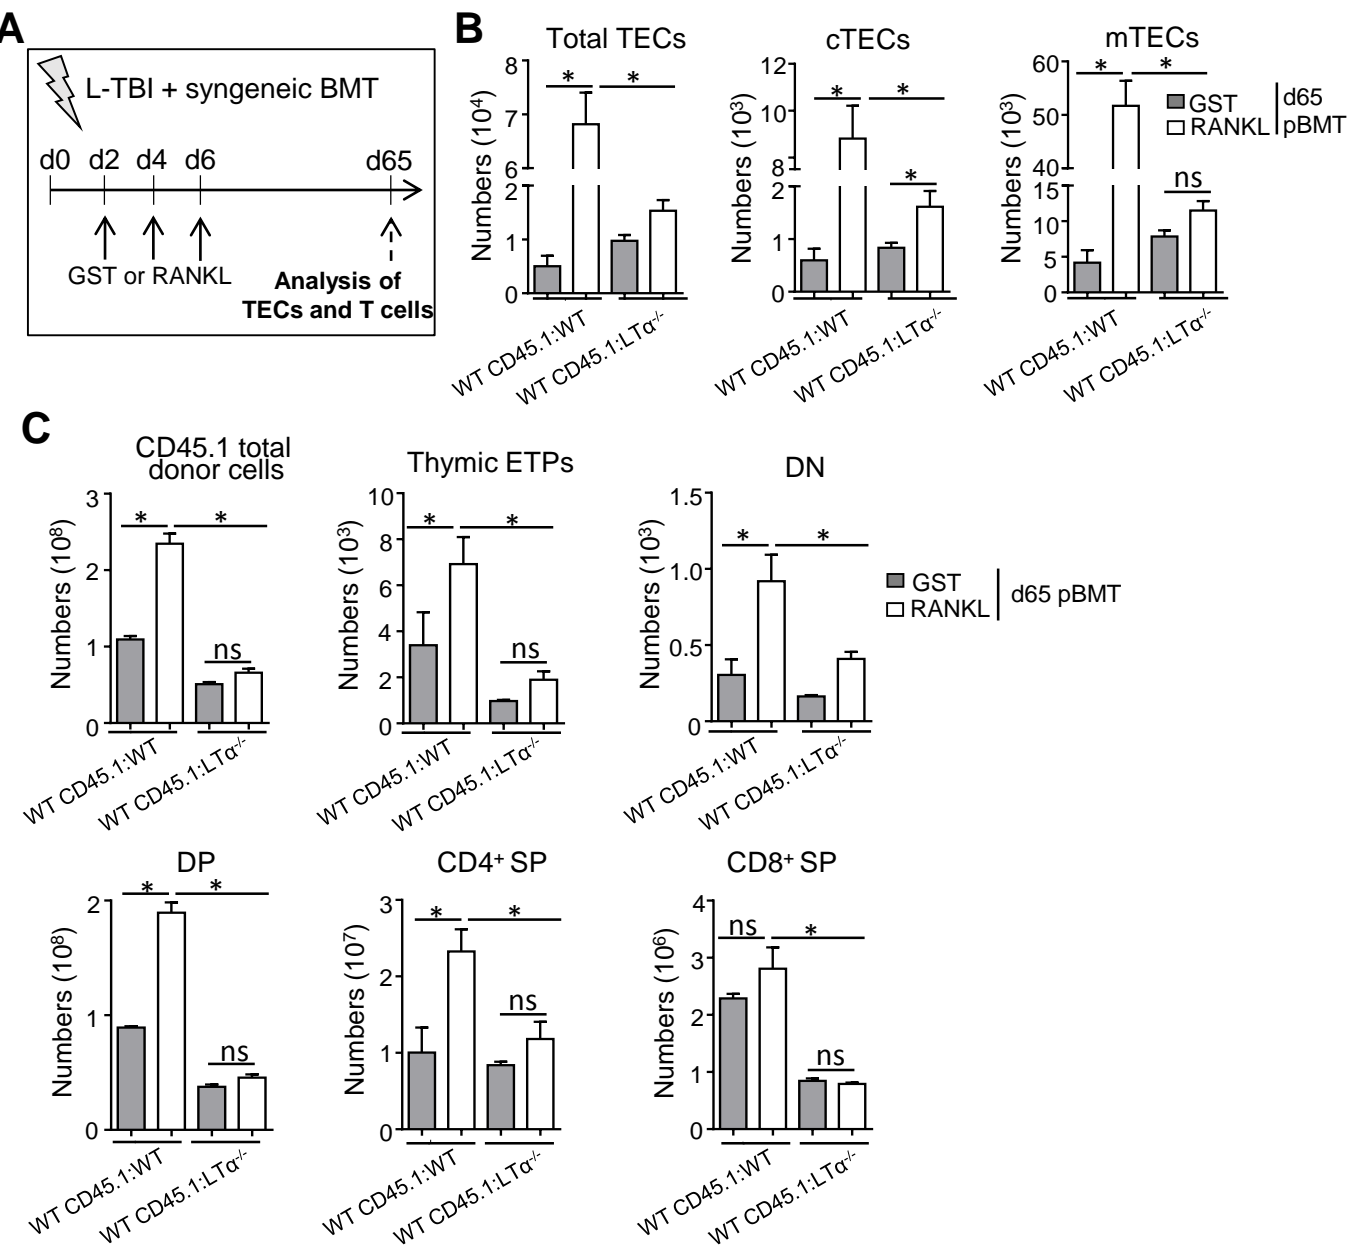 A
L-TBI + syngeneic BMT
d0 d2 d4 d6 d65
GST or RANKL
Analysis of
TECs and T cells
B
Total TECs
Numbers (10⁴)
8
7
6
2
1
0
* *
WT CD45.1:WT
WT CD45.1:LTα⁻/⁻
cTECs
Numbers (10³)
12
10
8
2
1
0
* *
*
WT CD45.1:WT
WT CD45.1:LTα⁻/⁻
mTECs
Numbers (10³)
60
50
40
15
10
5
0
* *
ns
WT CD45.1:WT
WT CD45.1:LTα⁻/⁻
GST
RANKL
d65
pBMT
C
CD45.1 total
donor cells
Numbers (10⁸)
3
2
1
0
* *
ns
WT CD45.1:WT
WT CD45.1:LTα⁻/⁻
Thymic ETPs
Numbers (10³)
10
8
6
4
2
0
* *
ns
WT CD45.1:WT
WT CD45.1:LTα⁻/⁻
DN
Numbers (10³)
1.5
1.0
0.5
0
* *
WT CD45.1:WT
WT CD45.1:LTα⁻/⁻
GST
RANKL
d65 pBMT
DP
Numbers (10⁸)
2
1
0
* *
ns
WT CD45.1:WT
WT CD45.1:LTα⁻/⁻
CD4⁺ SP
Numbers (10⁷)
3
2
1
0
* *
ns
WT CD45.1:WT
WT CD45.1:LTα⁻/⁻
CD8⁺ SP
Numbers (10⁶)
4
3
2
1
0
ns *
ns
WT CD45.1:WT
WT CD45.1:LTα⁻/⁻